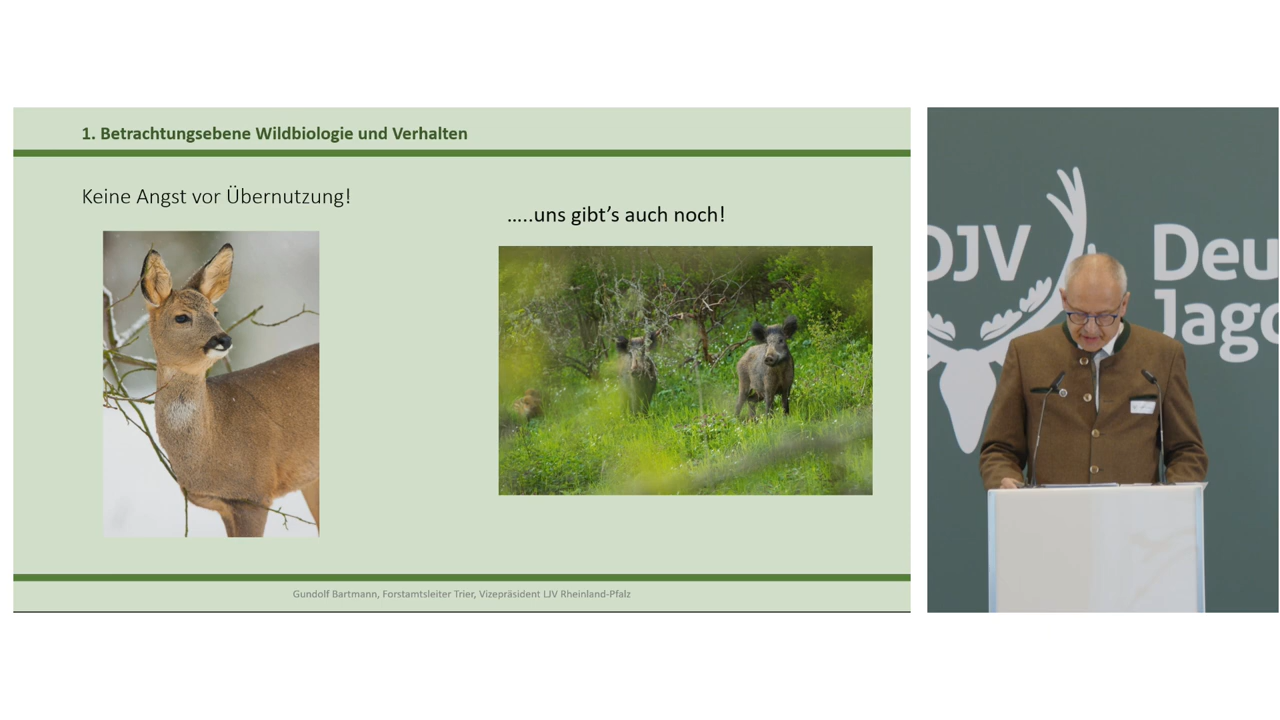 1. Betrachtungsebene Wildbiologie und Verhalten
Keine Angst vor Übernutzung!
…..uns gibt’s auch noch!
Gundolf Bartmann, Forstamtsleiter Trier, Vizepräsident LJV Rheinland-Pfalz
DJV
Deu
Jagd